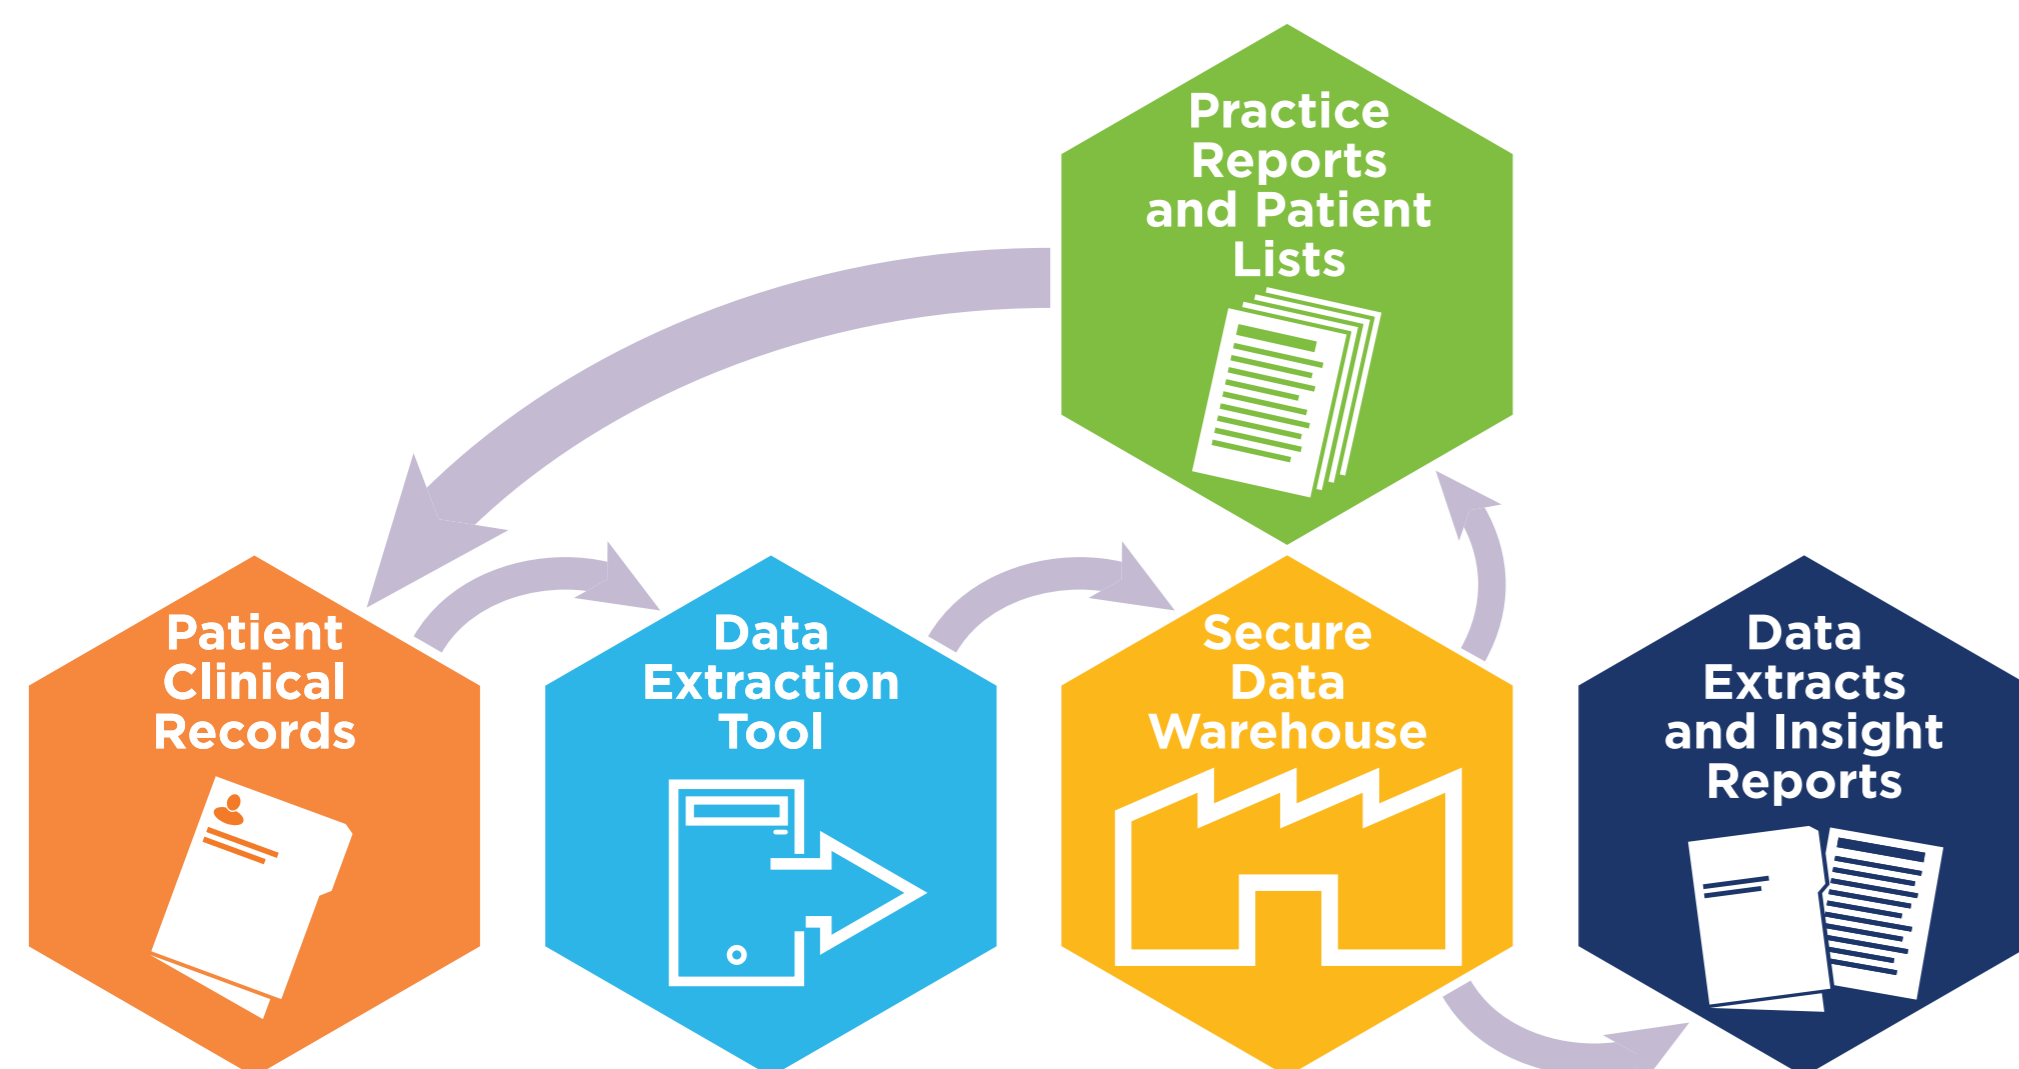 Practice
Reports
and Patient
Lists
Patient
Clinical
Records
Data
Extraction
Tool
Secure
Data
Warehouse
Data
Extracts
and Insight
Reports